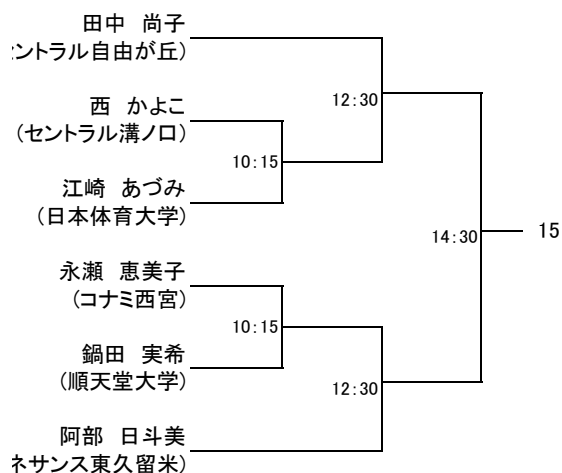 田中　尚子
ントラル自由が丘)
12:30
西　かよこ
(セントラル溝ノ口)
10:15
江崎　あづみ
(日本体育大学)
14:30
15
永瀬　恵美子
(コナミ西宮)
10:15
鍋田　実希
(順天堂大学)
12:30
阿部　日斗美
ネサンス東久留米)